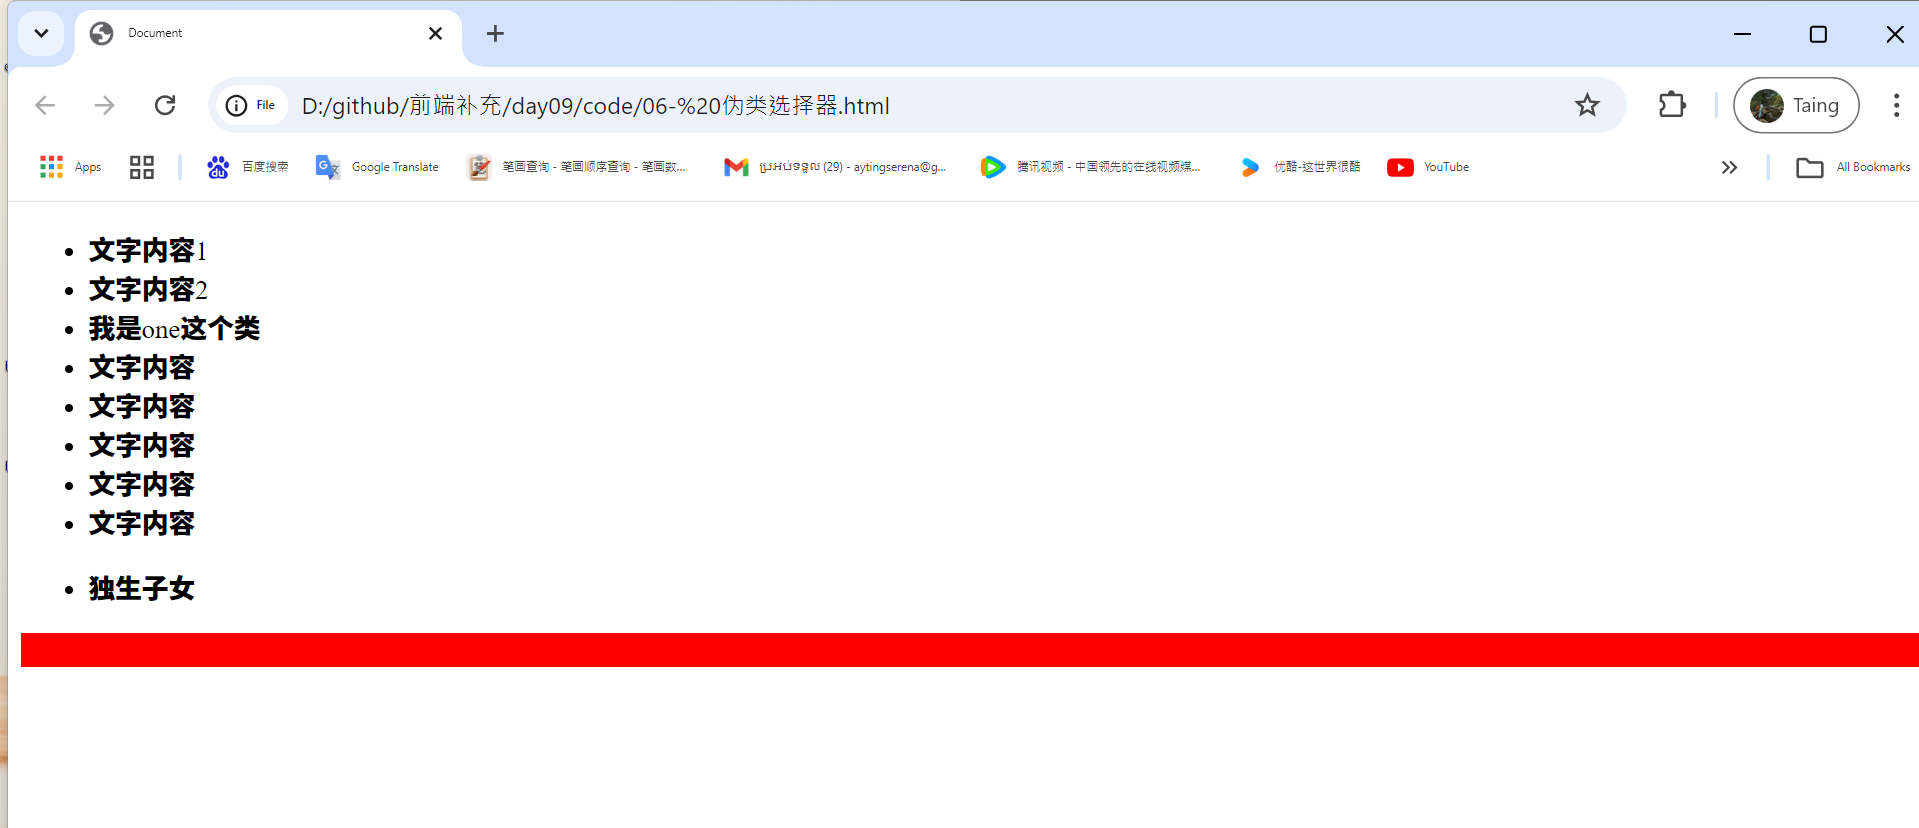 Document
File
D:/github/前端补充/day09/code/06-%20伪类选择器.html
Taing
Apps
百度搜索
Google Translate
笔画查询 - 笔画顺序查询 - 笔画数...
ប្រអប់ទទួល (29) - aytingserena@g...
腾讯视频 - 中国领先的在线视频媒...
优酷-这世界很酷
YouTube
All Bookmarks
文字内容1
文字内容2
我是one这个类
文字内容
文字内容
文字内容
文字内容
文字内容
独生子女